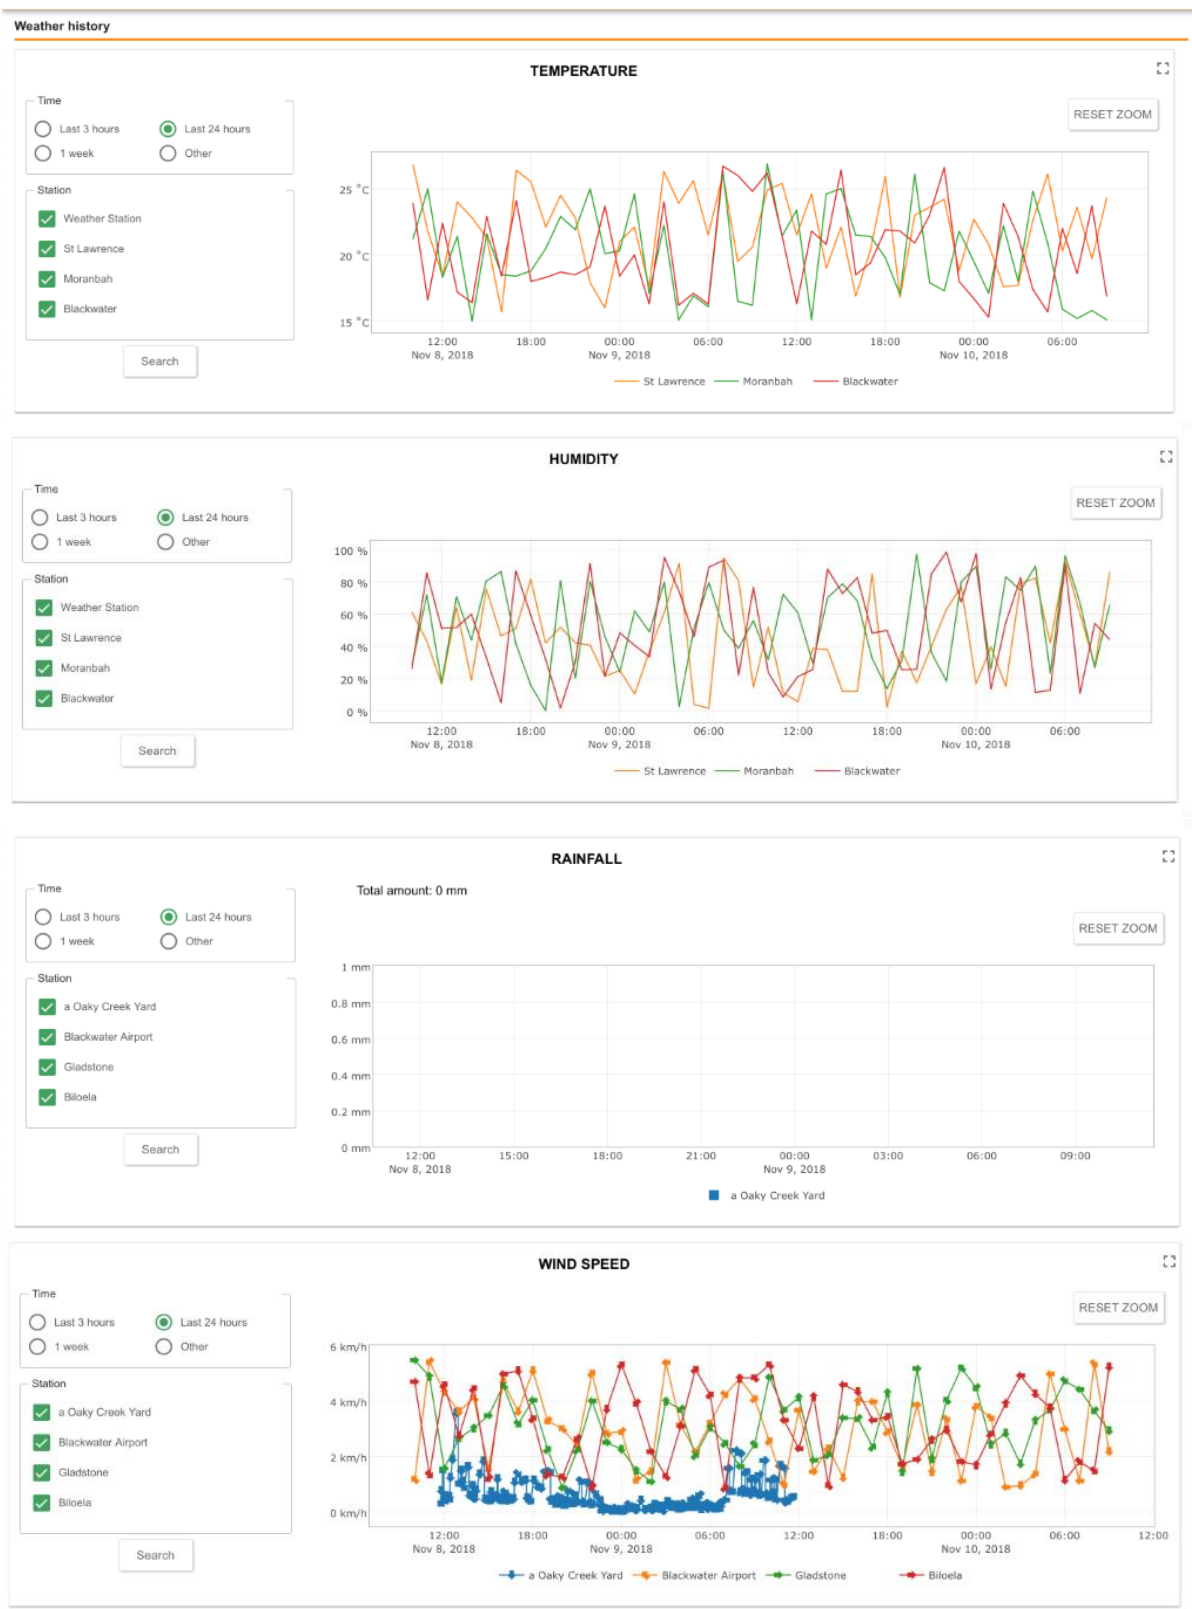 Weather history
TEMPERATURE
Time
Last 3 hours Last 24 hours
1 week Other
RESET ZOOM
Station
Weather Station
St Lawrence
Moranbah
Blackwater
Search
25 °C
20 °C
15 °C
12:00 18:00 00:00 06:00 12:00 18:00 00:00 06:00
Nov 8, 2018 Nov 9, 2018 Nov 10, 2018
St Lawrence Moranbah Blackwater
HUMIDITY
Time
Last 3 hours Last 24 hours
1 week Other
RESET ZOOM
Station
Weather Station
St Lawrence
Moranbah
Blackwater
Search
100 %
80 %
60 %
40 %
20 %
0 %
12:00 18:00 00:00 06:00 12:00 18:00 00:00 06:00
Nov 8, 2018 Nov 9, 2018 Nov 10, 2018
St Lawrence Moranbah Blackwater
RAINFALL
Time
Last 3 hours Last 24 hours
1 week Other
Total amount: 0 mm
RESET ZOOM
Station
a Oaky Creek Yard
Blackwater Airport
Gladstone
Biloela
Search
1 mm
0.8 mm
0.6 mm
0.4 mm
0.2 mm
0 mm
12:00 15:00 18:00 21:00 00:00 03:00 06:00 09:00
Nov 8, 2018 Nov 9, 2018
a Oaky Creek Yard
WIND SPEED
Time
Last 3 hours Last 24 hours
1 week Other
RESET ZOOM
Station
a Oaky Creek Yard
Blackwater Airport
Gladstone
Biloela
Search
6 km/h
4 km/h
2 km/h
0 km/h
12:00 18:00 00:00 06:00 12:00 18:00 00:00 06:00 12:00
Nov 8, 2018 Nov 9, 2018 Nov 10, 2018
a Oaky Creek Yard Blackwater Airport Gladstone Biloela